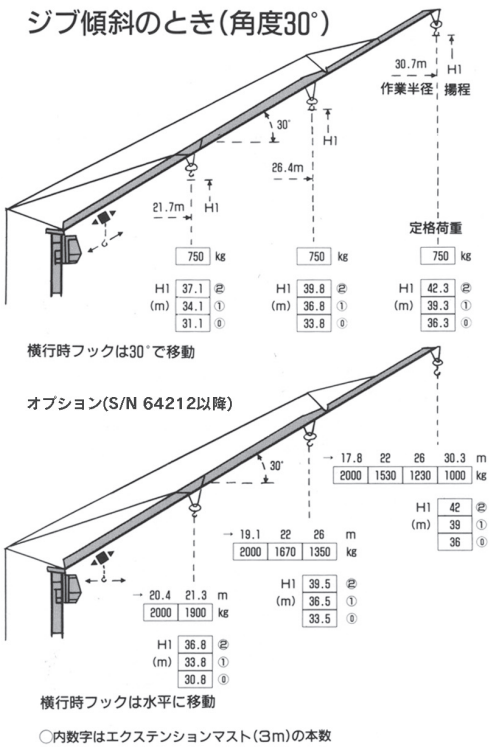 ジブ傾斜のとき(角度30°)
30.7m
H1
作業半径 揚程
30°
H1
26.4m
21.7m
H1
定格荷重
750 kg 750 kg 750 kg
H1 37.1 ② H1 39.8 ② H1 42.3 ②
(m) 34.1 ① (m) 36.8 ① (m) 39.3 ①
31.1 ⓪ 33.8 ⓪ 36.3 ⓪
横行時フックは30°で移動
オプション(S/N 64212以降)
30°
→ 17.8 22 26 30.3 m
2000 1530 1230 1000 kg
H1 42 ②
(m) 39 ①
36 ⓪
→ 19.1 22 26 m
2000 1670 1350 kg
H1 39.5 ②
(m) 36.5 ①
33.5 ⓪
→ 20.4 21.3 m
2000 1900 kg
H1 36.8 ②
(m) 33.8 ①
30.8 ⓪
横行時フックは水平に移動
○内数字はエクステンションマスト(3m)の本数